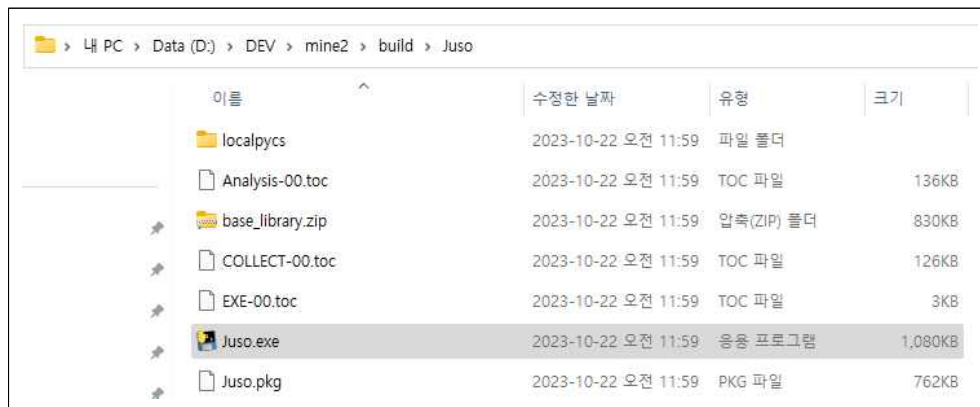 > 내 PC > Data (D:) > DEV > mine2 > build > Juso
이름 수정한 날짜 유형 크기
localpycs 2023-10-22 오전 11:59 파일 폴더
Analysis-00.toc 2023-10-22 오전 11:59 TOC 파일 136KB
base_library.zip 2023-10-22 오전 11:59 압축(ZIP) 폴더 830KB
COLLECT-00.toc 2023-10-22 오전 11:59 TOC 파일 126KB
EXE-00.toc 2023-10-22 오전 11:59 TOC 파일 3KB
Juso.exe 2023-10-22 오전 11:59 응용 프로그램 1,080KB
Juso.pkg 2023-10-22 오전 11:59 PKG 파일 762KB